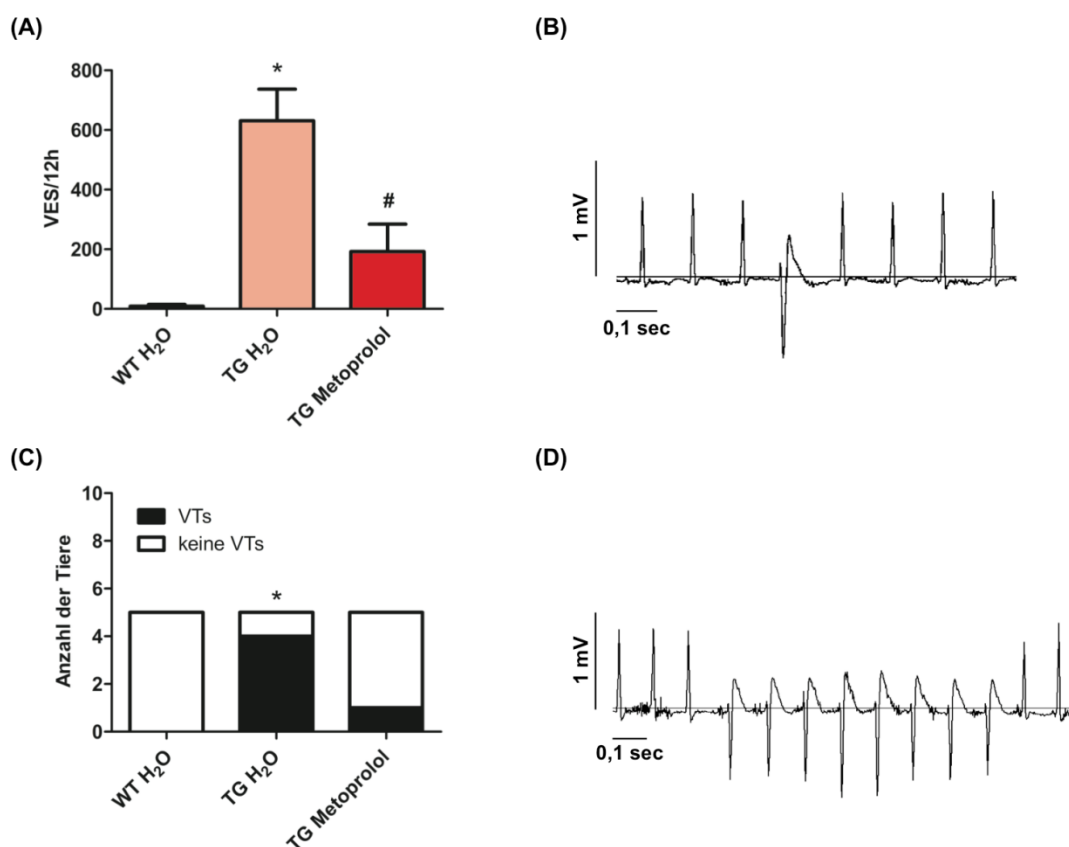 (A)
800
600
400
200
0
VES/12h
*
#
WT H₂O
TG H₂O
TG Metoprolol
(B)
1 mV
0,1 sec
(C)
10
8
6
4
2
0
Anzahl der Tiere
VTs
keine VTs
*
WT H₂O
TG H₂O
TG Metoprolol
(D)
1 mV
0,1 sec